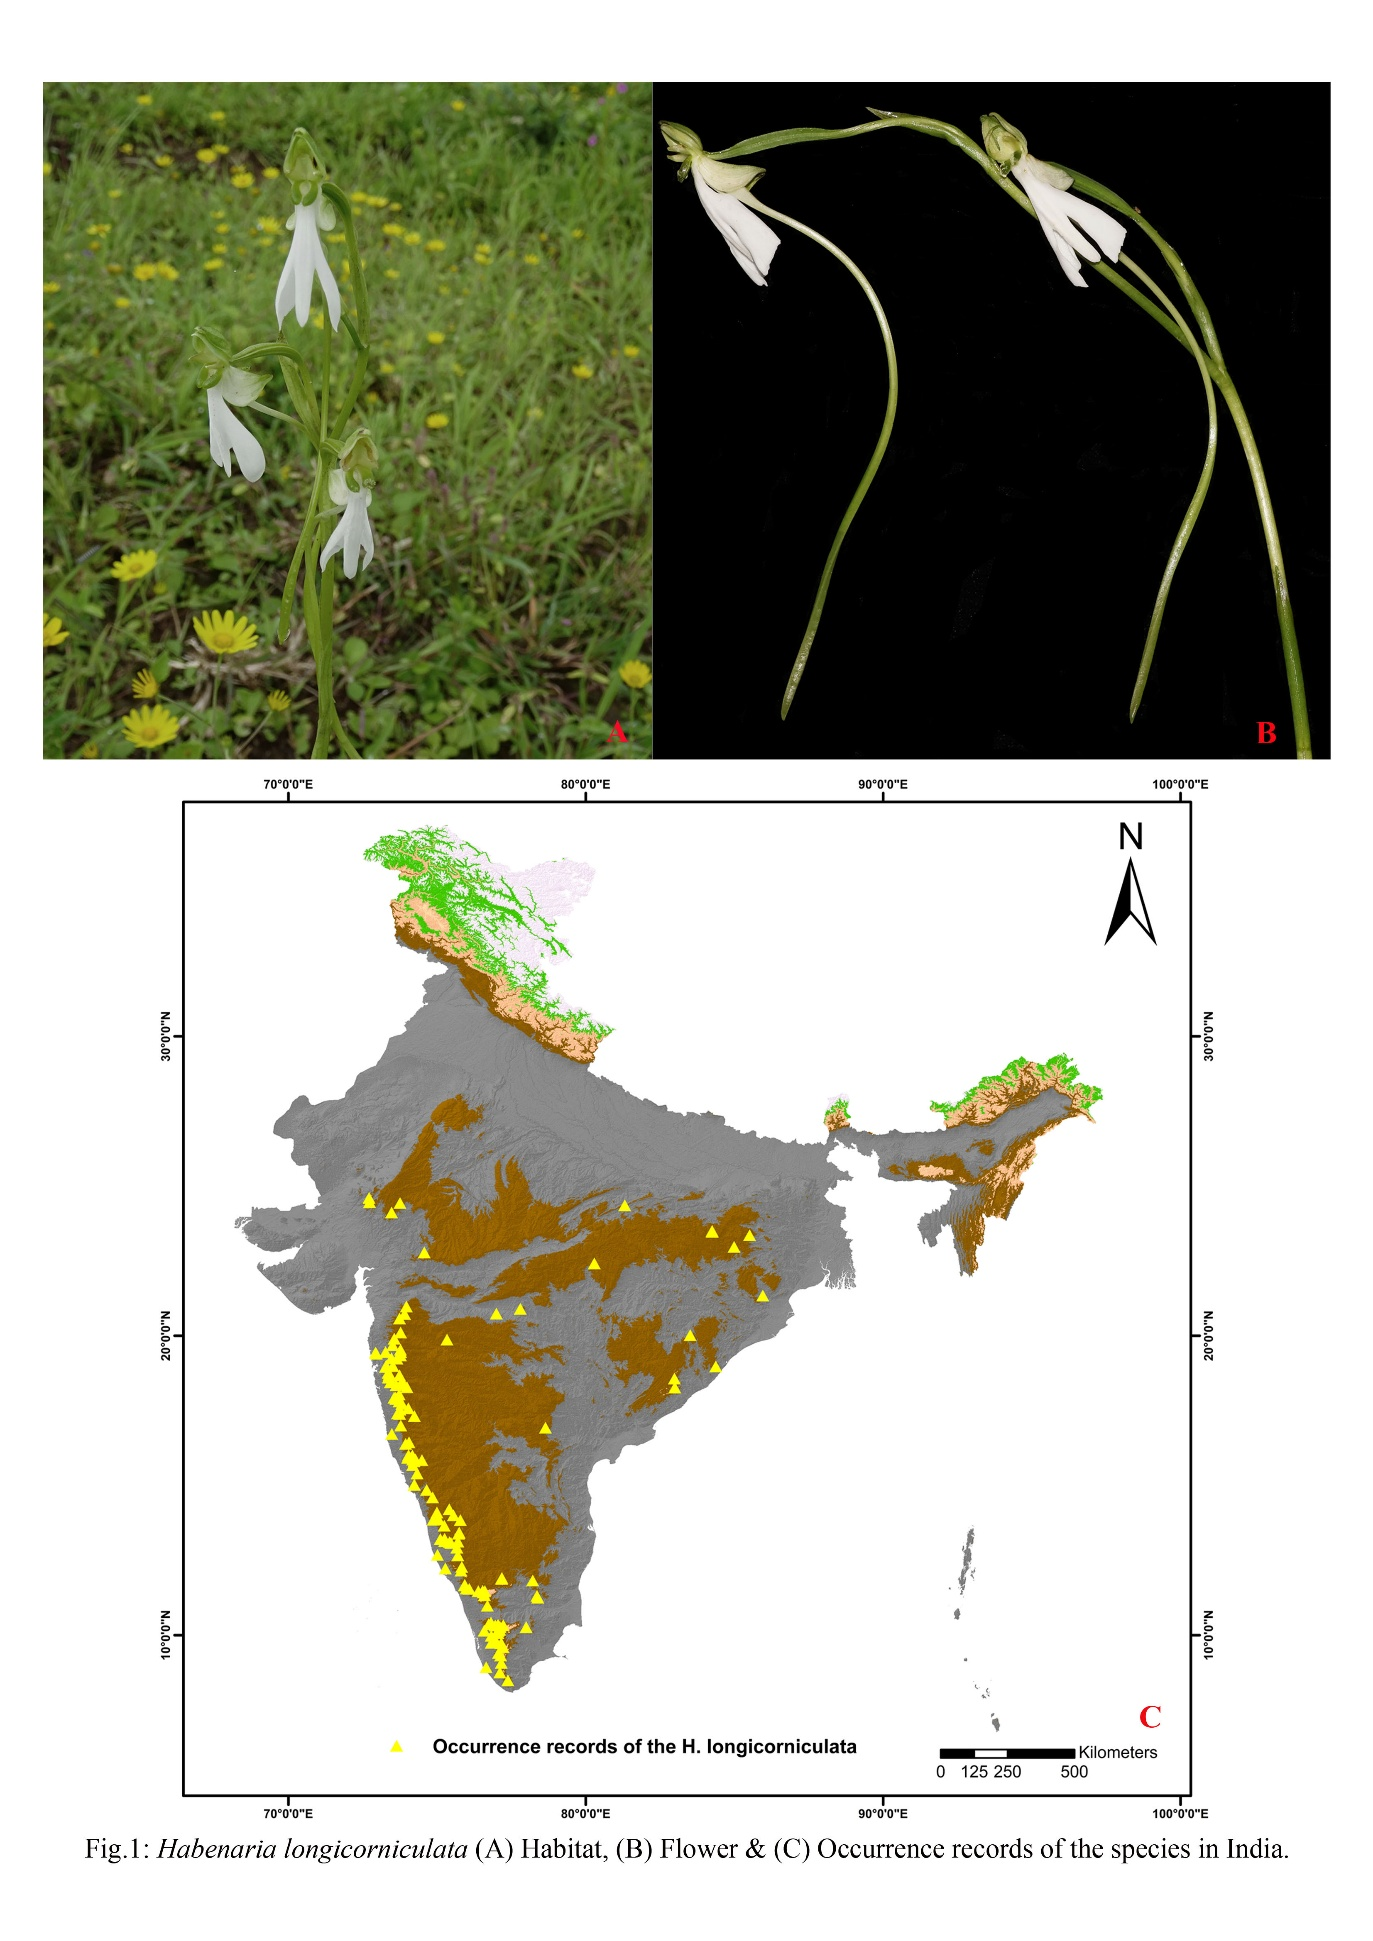 A
B
70°0'0"E 80°0'0"E 90°0'0"E 100°0'0"E
N
30°0'0"N 30°0'0"N
20°0'0"N 20°0'0"N
10°0'0"N 10°0'0"N
C
Occurrence records of the H. longicorniculata
Kilometers
0 125 250 500
70°0'0"E 80°0'0"E 90°0'0"E 100°0'0"E
Fig.1: Habenaria longicorniculata (A) Habitat, (B) Flower & (C) Occurrence records of the species in India.